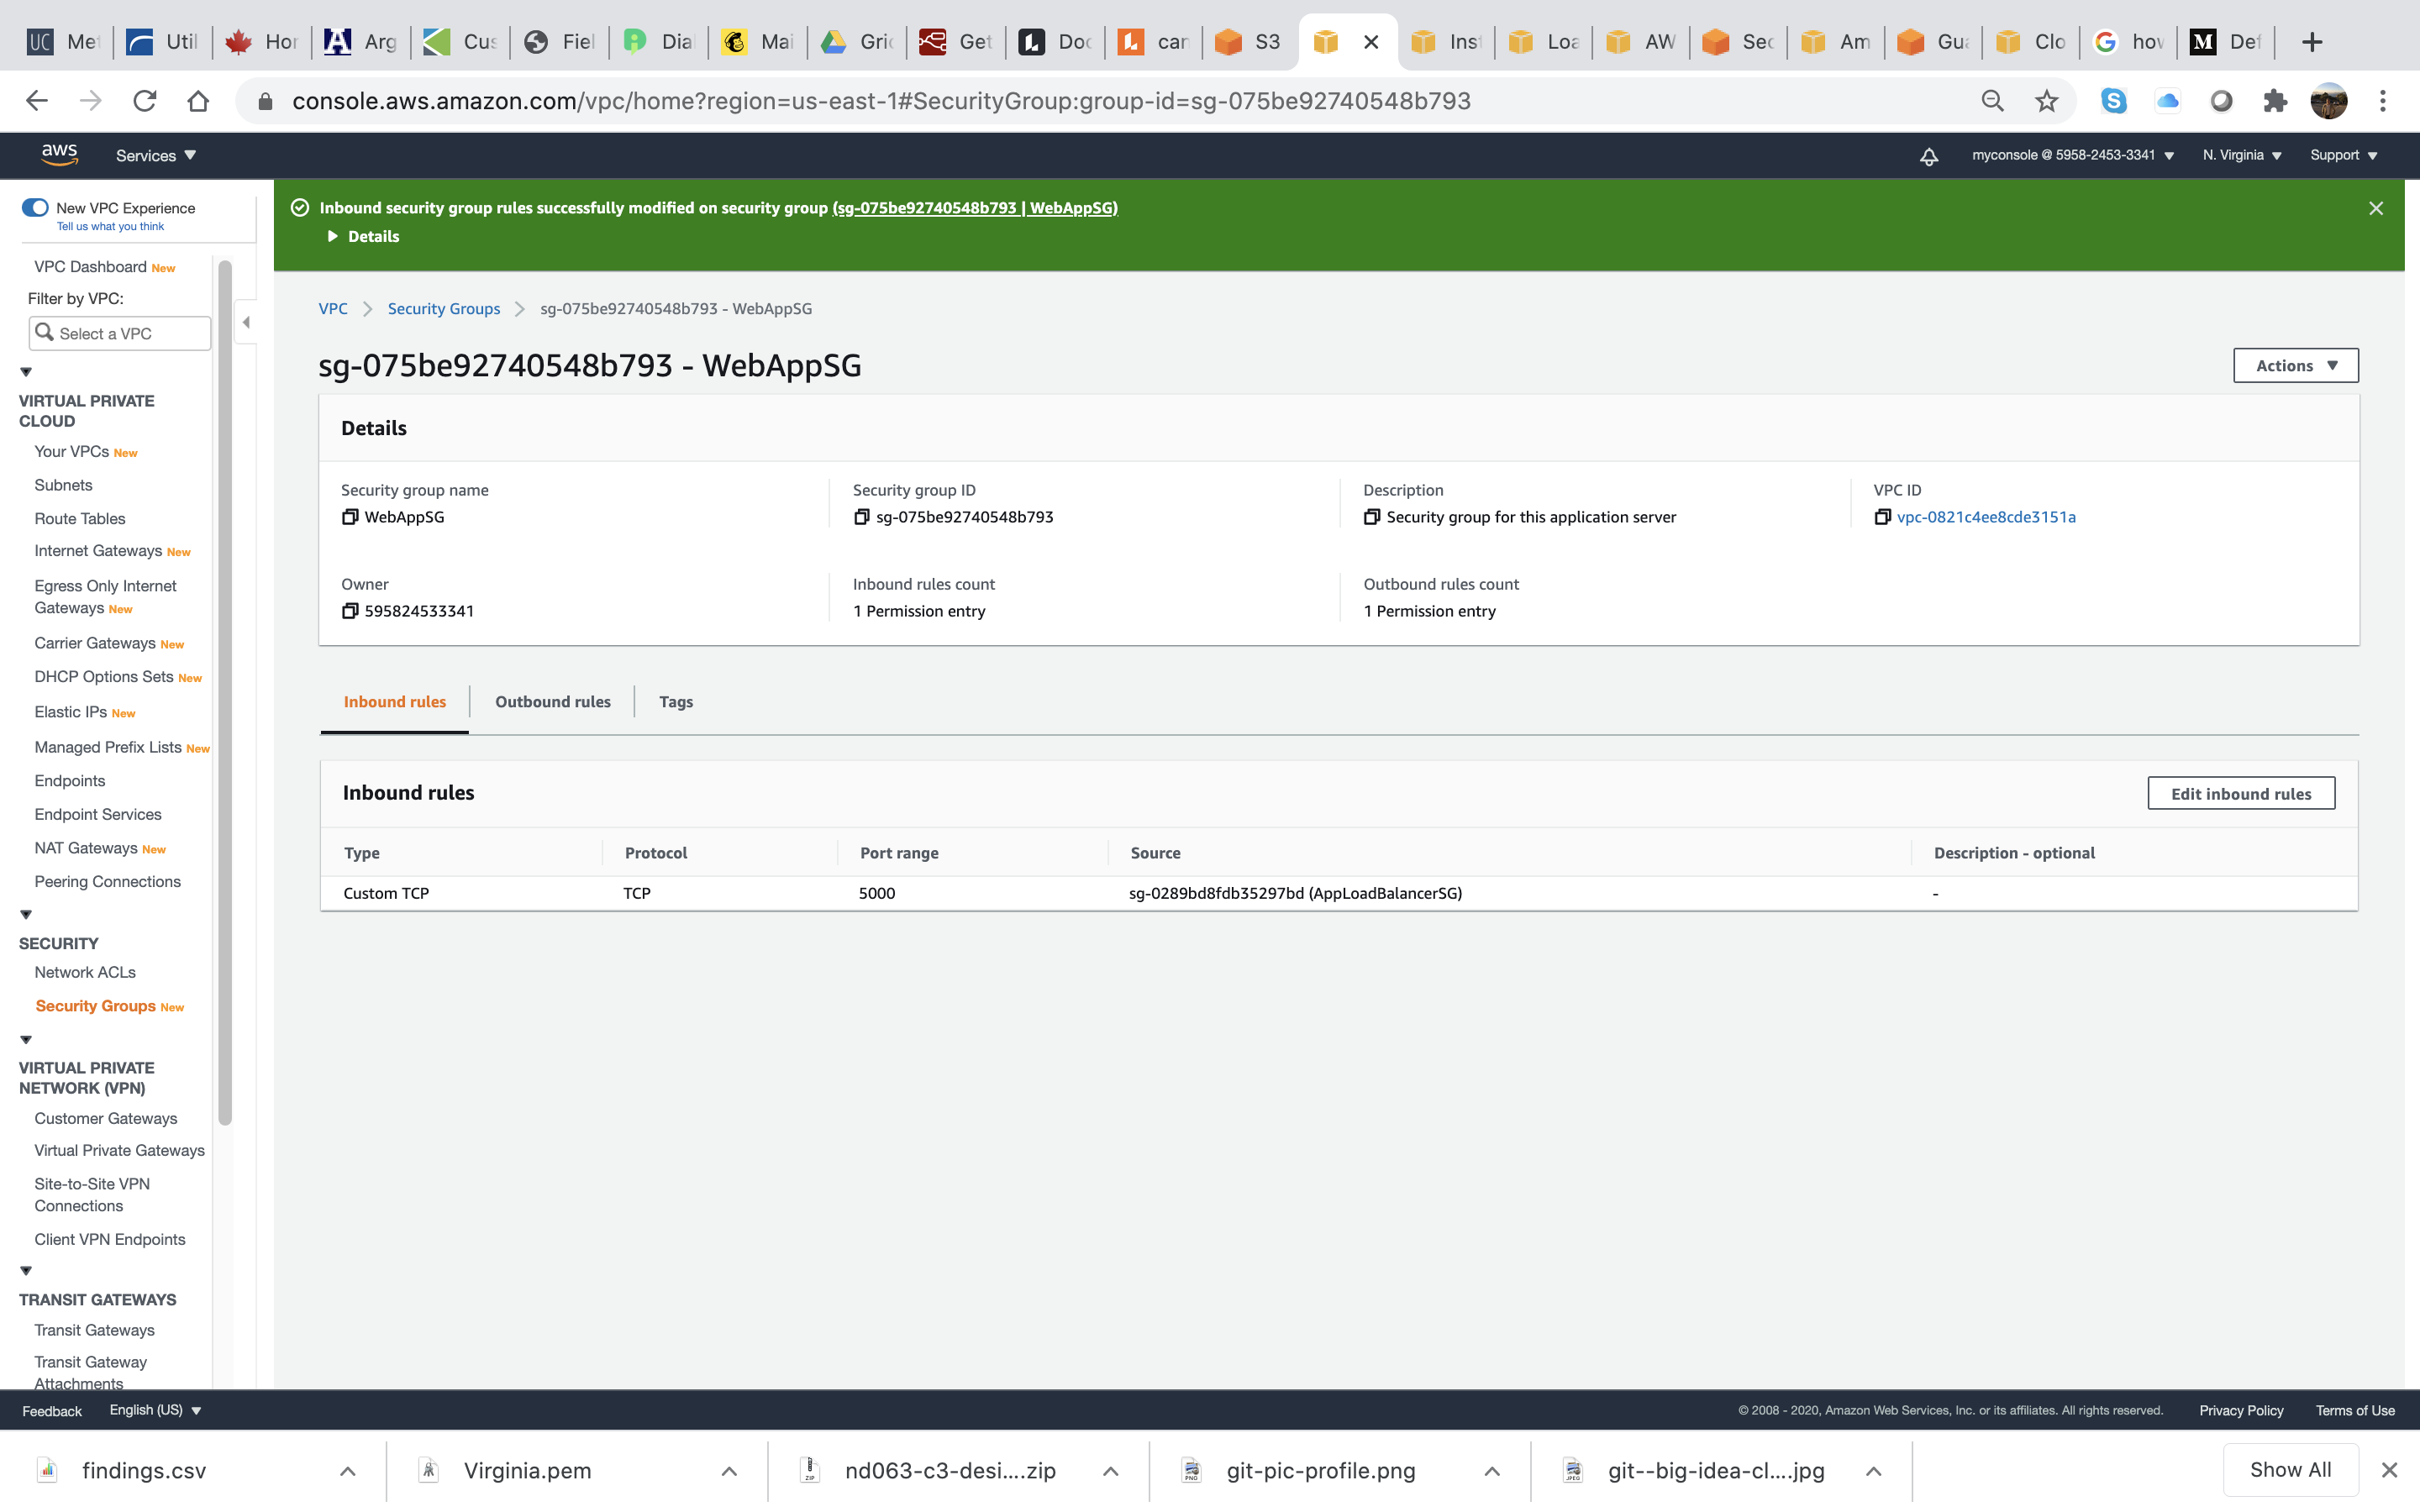 UC Met Util Hor Arg Cus Fiel Dia Mai Gric Get Doc can S3 Inst Loa AW Sec Am Gua Clo how Def
console.aws.amazon.com/vpc/home?region=us-east-1#SecurityGroup:group-id=sg-075be92740548b793
aws Services myconsole @ 5958-2453-3341 N. Virginia Support
New VPC Experience
Tell us what you think
Inbound security group rules successfully modified on security group (sg-075be92740548b793 | WebAppSG)
Details
VPC Dashboard New
Filter by VPC:
Select a VPC
VIRTUAL PRIVATE
CLOUD
Your VPCs New
Subnets
Route Tables
Internet Gateways New
Egress Only Internet
Gateways New
Carrier Gateways New
DHCP Options Sets New
Elastic IPs New
Managed Prefix Lists New
Endpoints
Endpoint Services
NAT Gateways New
Peering Connections
SECURITY
Network ACLs
Security Groups New
VIRTUAL PRIVATE
NETWORK (VPN)
Customer Gateways
Virtual Private Gateways
Site-to-Site VPN
Connections
Client VPN Endpoints
TRANSIT GATEWAYS
Transit Gateways
Transit Gateway
Attachments
VPC Security Groups sg-075be92740548b793 - WebAppSG
sg-075be92740548b793 - WebAppSG
Actions
Details
Security group name Security group ID Description VPC ID
WebAppSG sg-075be92740548b793 Security group for this application server vpc-0821c4ee8cde3151a
Owner Inbound rules count Outbound rules count
595824533341 1 Permission entry 1 Permission entry
Inbound rules Outbound rules Tags
Inbound rules
Edit inbound rules
Type Protocol Port range Source Description - optional
Custom TCP TCP 5000 sg-0289bd8fdb35297bd (AppLoadBalancerSG) -
Feedback English (US) © 2008 - 2020, Amazon Web Services, Inc. or its affiliates. All rights reserved. Privacy Policy Terms of Use
findings.csv Virginia.pem nd063-c3-desi....zip git-pic-profile.png git--big-idea-cl....jpg Show All